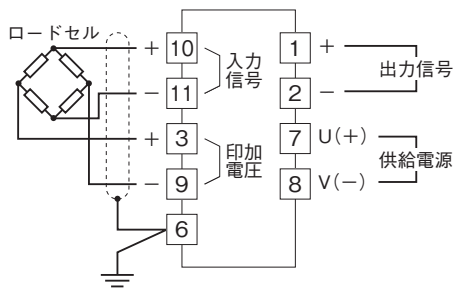 ロードセル
+ 10 入力
信号
− 11
+ 3 印加
電圧
− 9
6
1 + 出力信号
2 −
7 U(+) 供給電源
8 V(−)